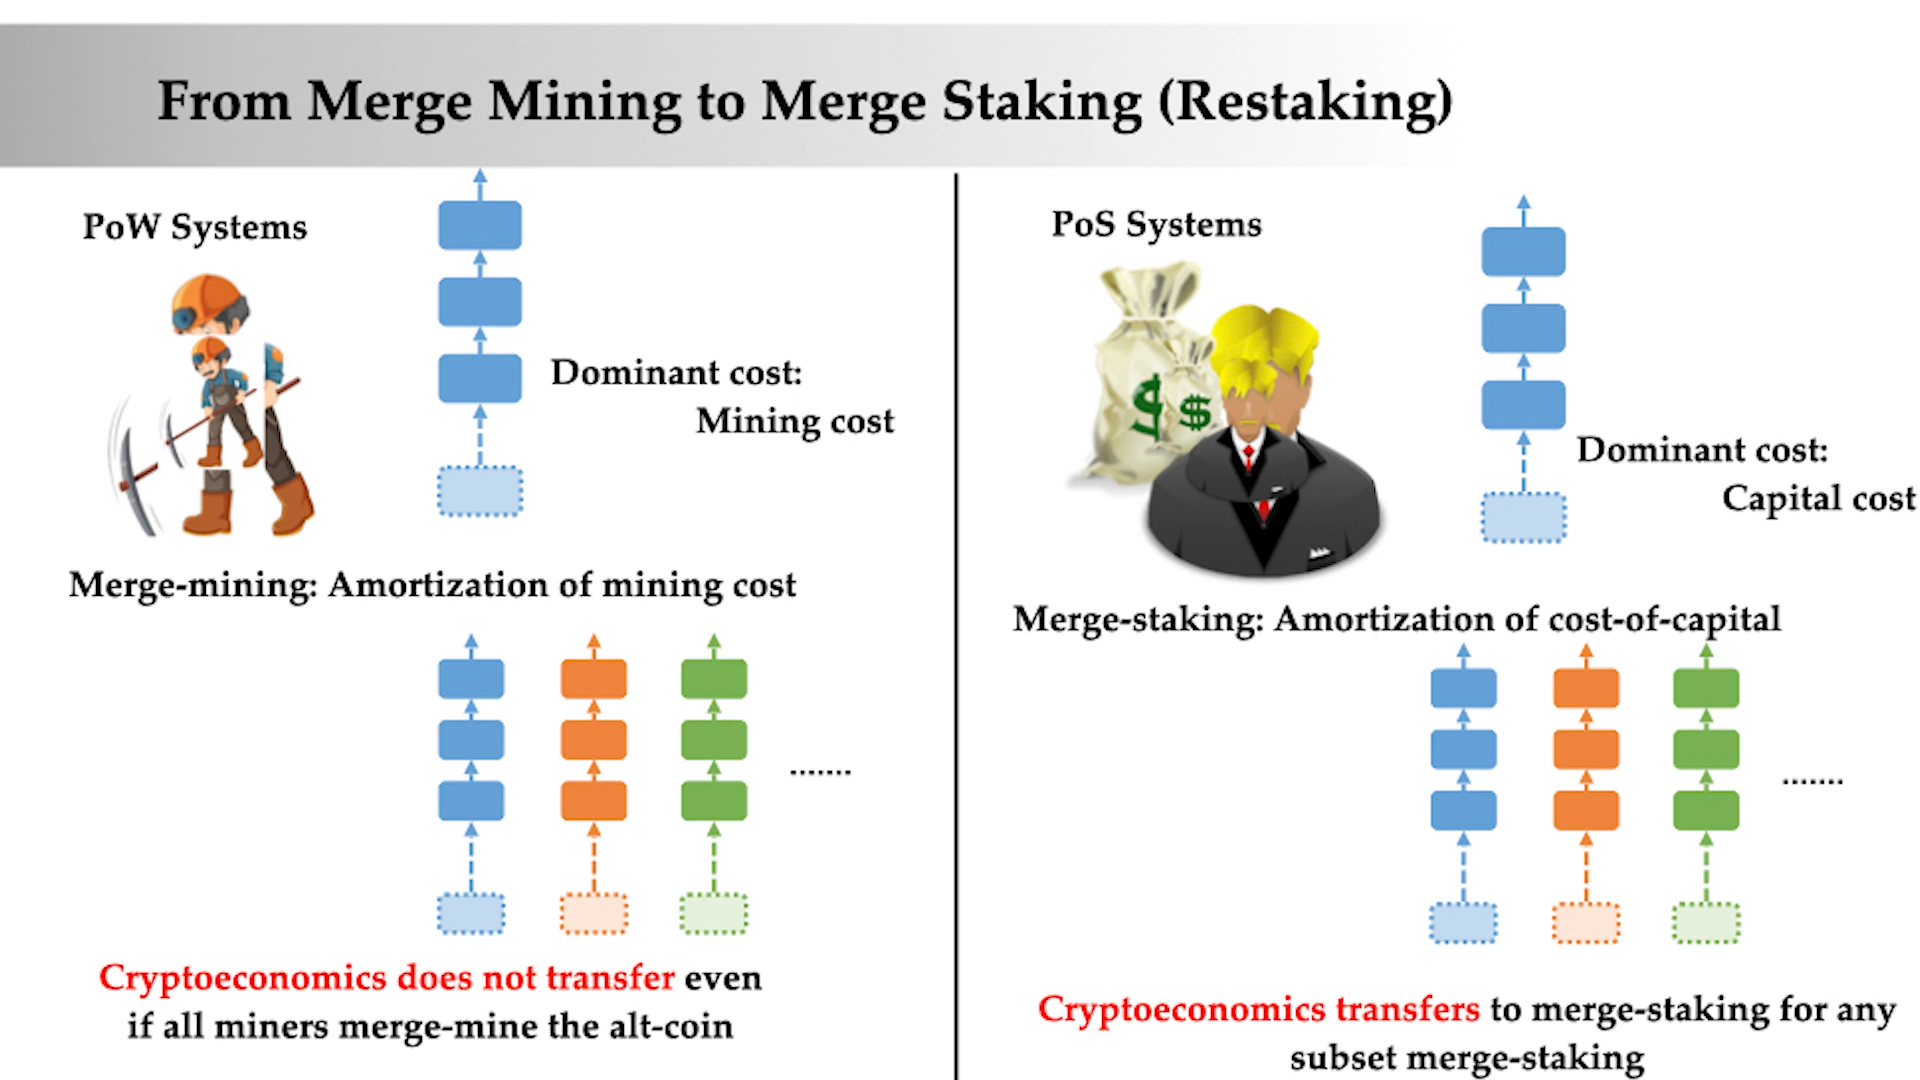 From Merge Mining to Merge Staking (Restaking)
PoW Systems
Dominant cost:
Mining cost
Merge-mining: Amortization of mining cost
.......
Cryptoeconomics does not transfer even
if all miners merge-mine the alt-coin
PoS Systems
$ $
Dominant cost:
Capital cost
Merge-staking: Amortization of cost-of-capital
.......
Cryptoeconomics transfers to merge-staking for any
subset merge-staking